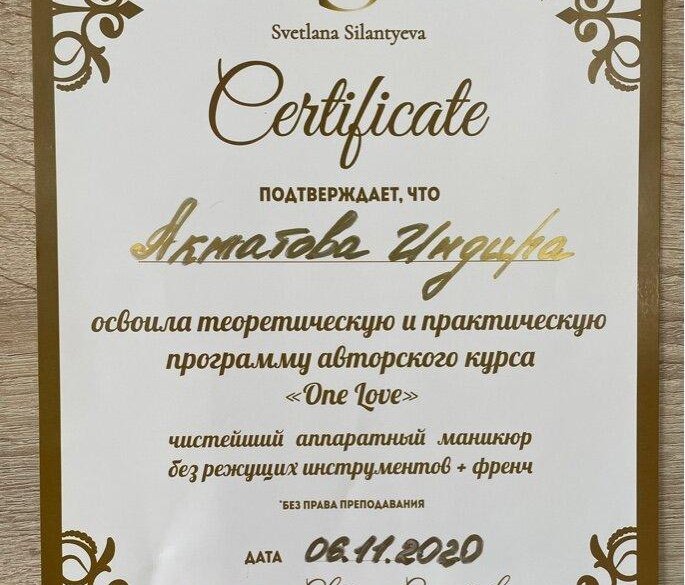 Svetlana Silantyeva
Certificate
ПОДТВЕРЖДАЕТ, ЧТО
Акматова Индира
освоила теоретическую и практическую
программу авторского курса
«One Love»
чистейший аппаратный маникюр
без режущих инструментов + френч
*БЕЗ ПРАВА ПРЕПОДАВАНИЯ
ДАТА 06.11.2020